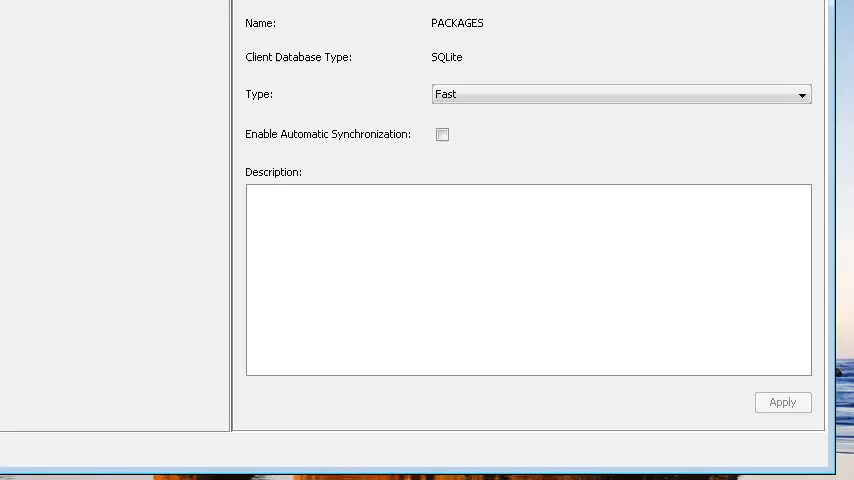 Name: PACKAGES
Client Database Type: SQLite
Type: Fast
Enable Automatic Synchronization:
Description:
Apply